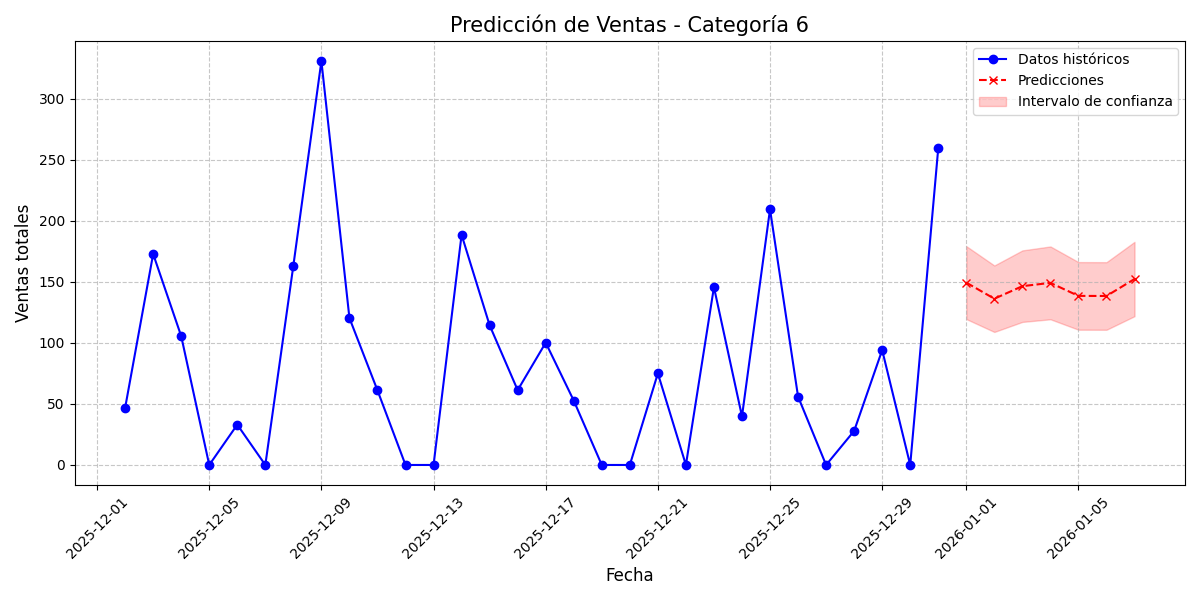 Predicción de Ventas - Categoría 6
Datos históricos
Predicciones
Intervalo de confianza
Ventas totales
300
250
200
150
100
50
0
2025-12-01
2025-12-05
2025-12-09
2025-12-13
2025-12-17
2025-12-21
2025-12-25
2025-12-29
2026-01-01
2026-01-05
Fecha